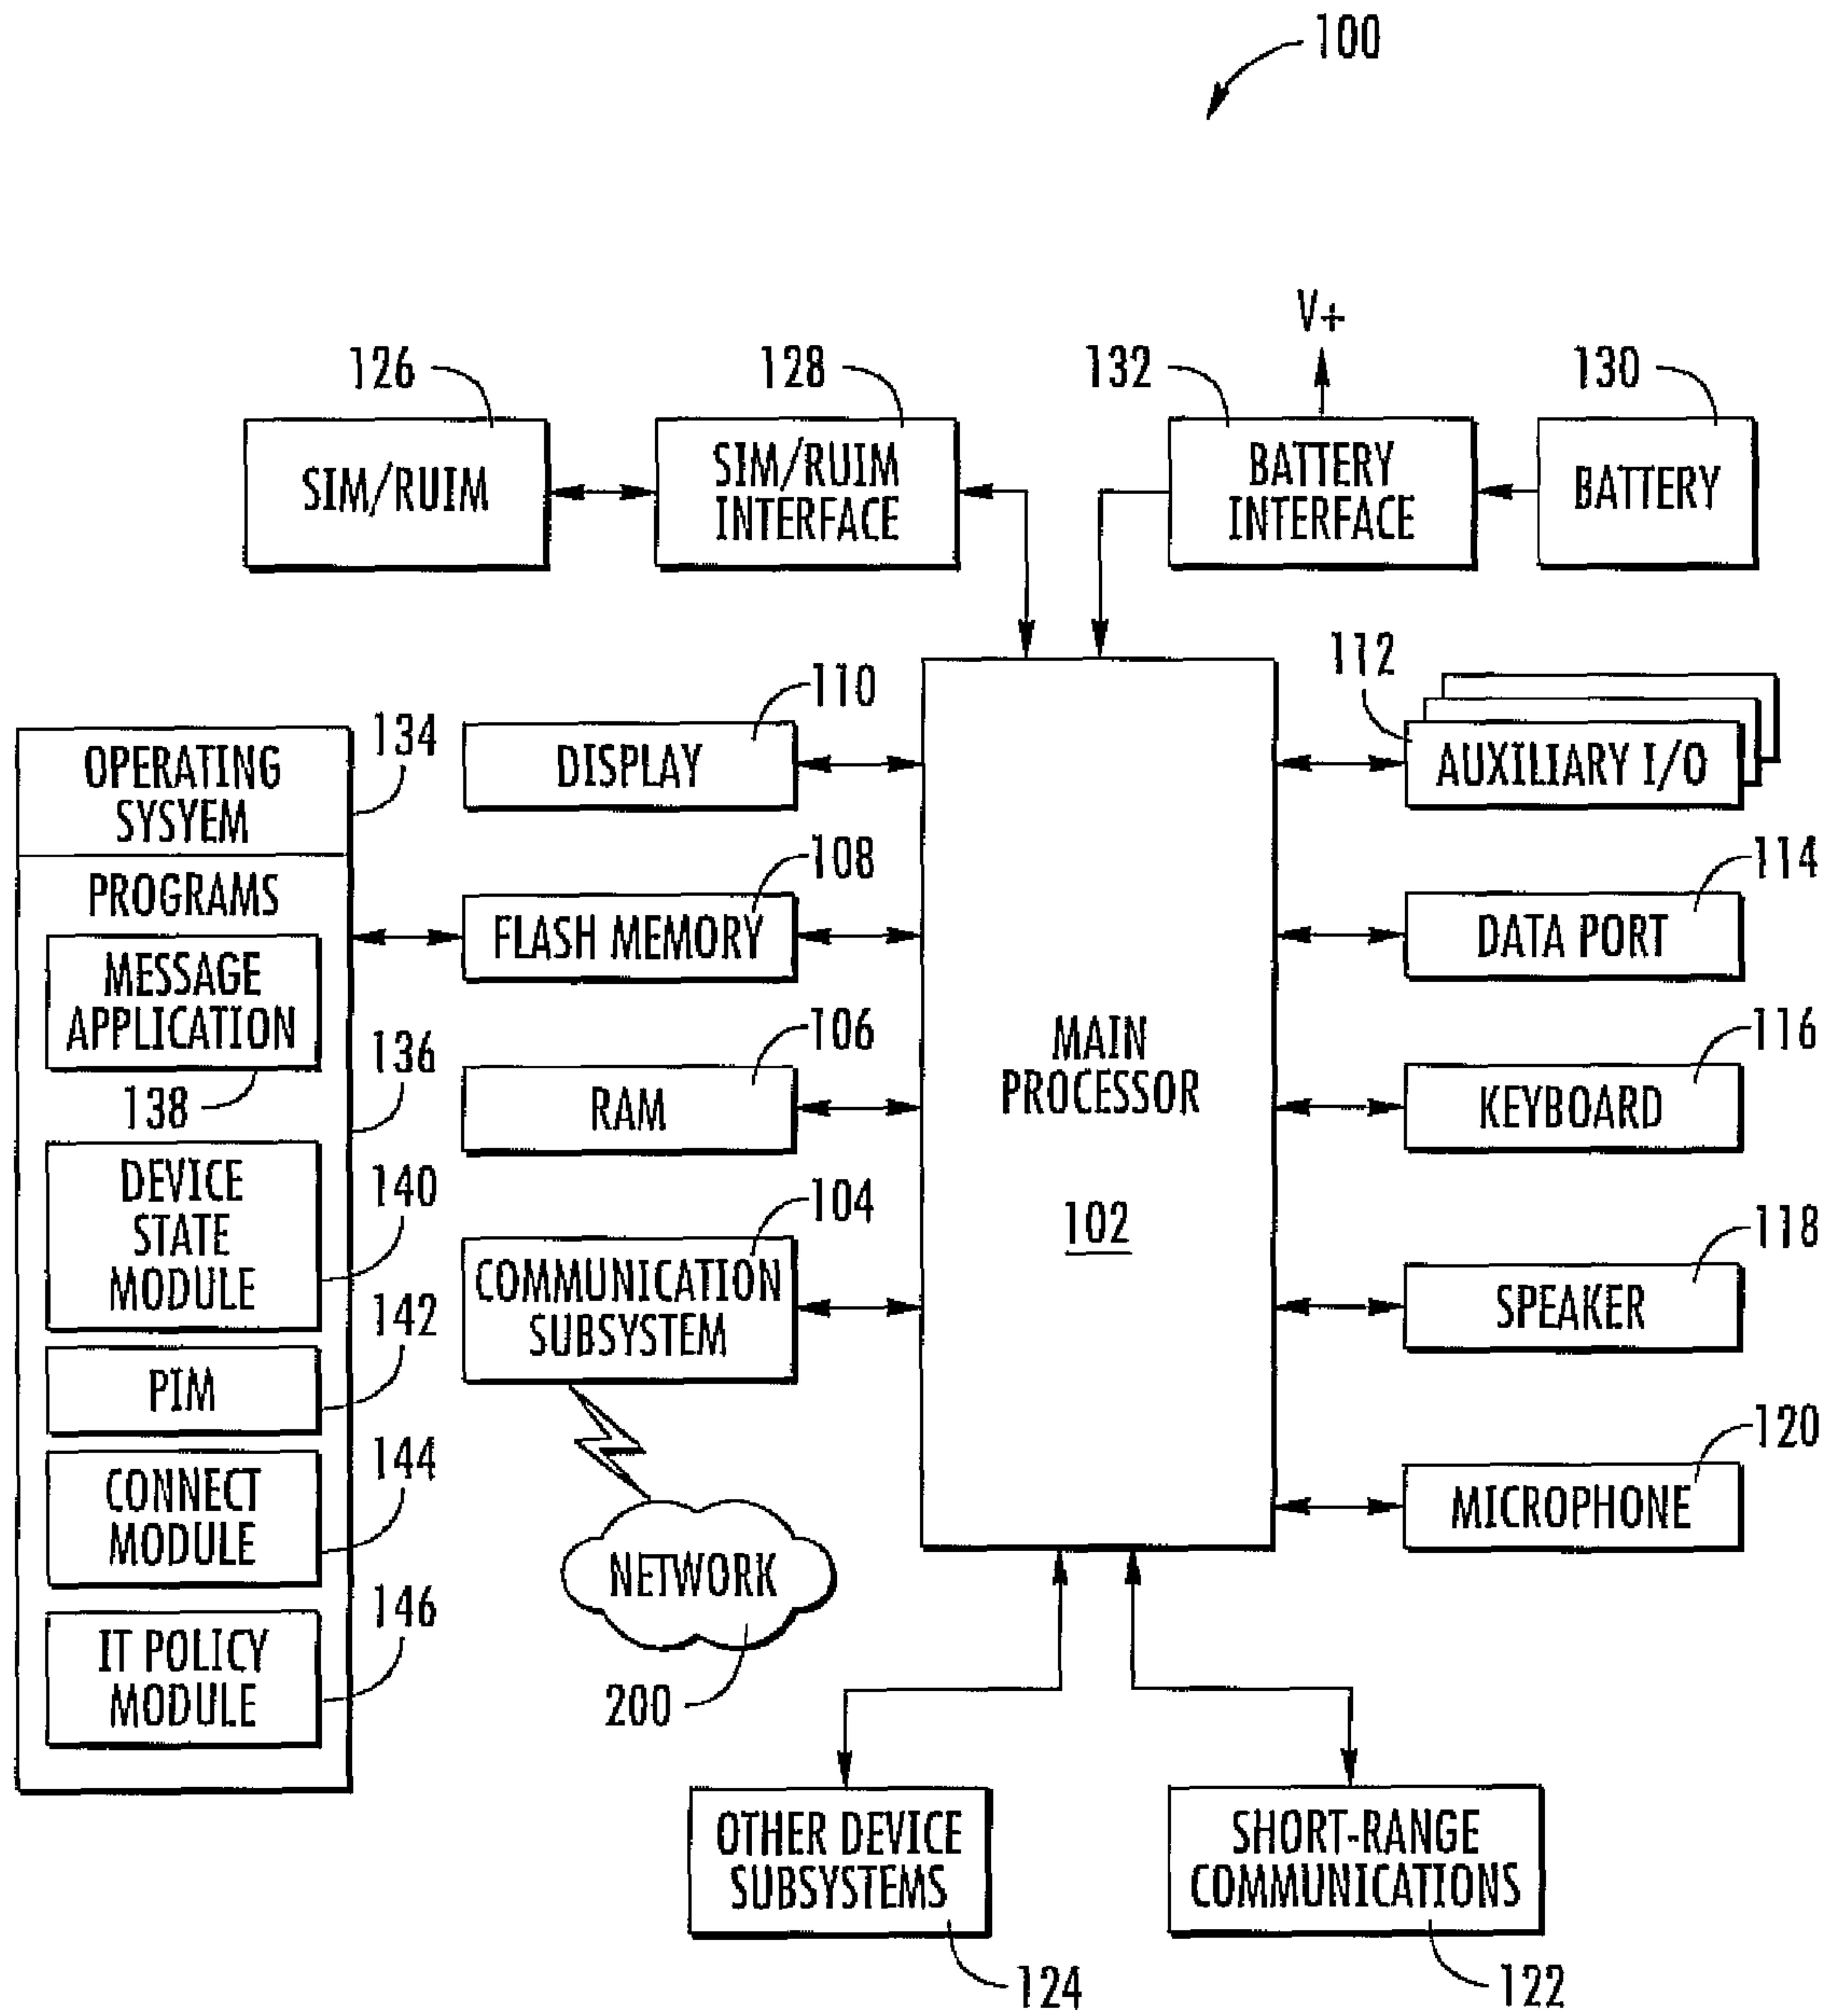 100
V+
126
128
132
130
SIM/RUIM
SIM/RUIM
INTERFACE
BATTERY
INTERFACE
BATTERY
110
112
134
OPERATING
SYSYEM
DISPLAY
AUXILIARY I/O
108
114
PROGRAMS
FLASH MEMORY
DATA PORT
MESSAGE
APPLICATION
138
136
106
116
RAM
MAIN
PROCESSOR
102
KEYBOARD
DEVICE
STATE
MODULE
140
104
118
COMMUNICATION
SUBSYSTEM
SPEAKER
142
PIM
120
144
CONNECT
MODULE
MICROPHONE
NETWORK
200
146
IT POLICY
MODULE
OTHER DEVICE
SUBSYSTEMS
124
SHORT-RANGE
COMMUNICATIONS
122